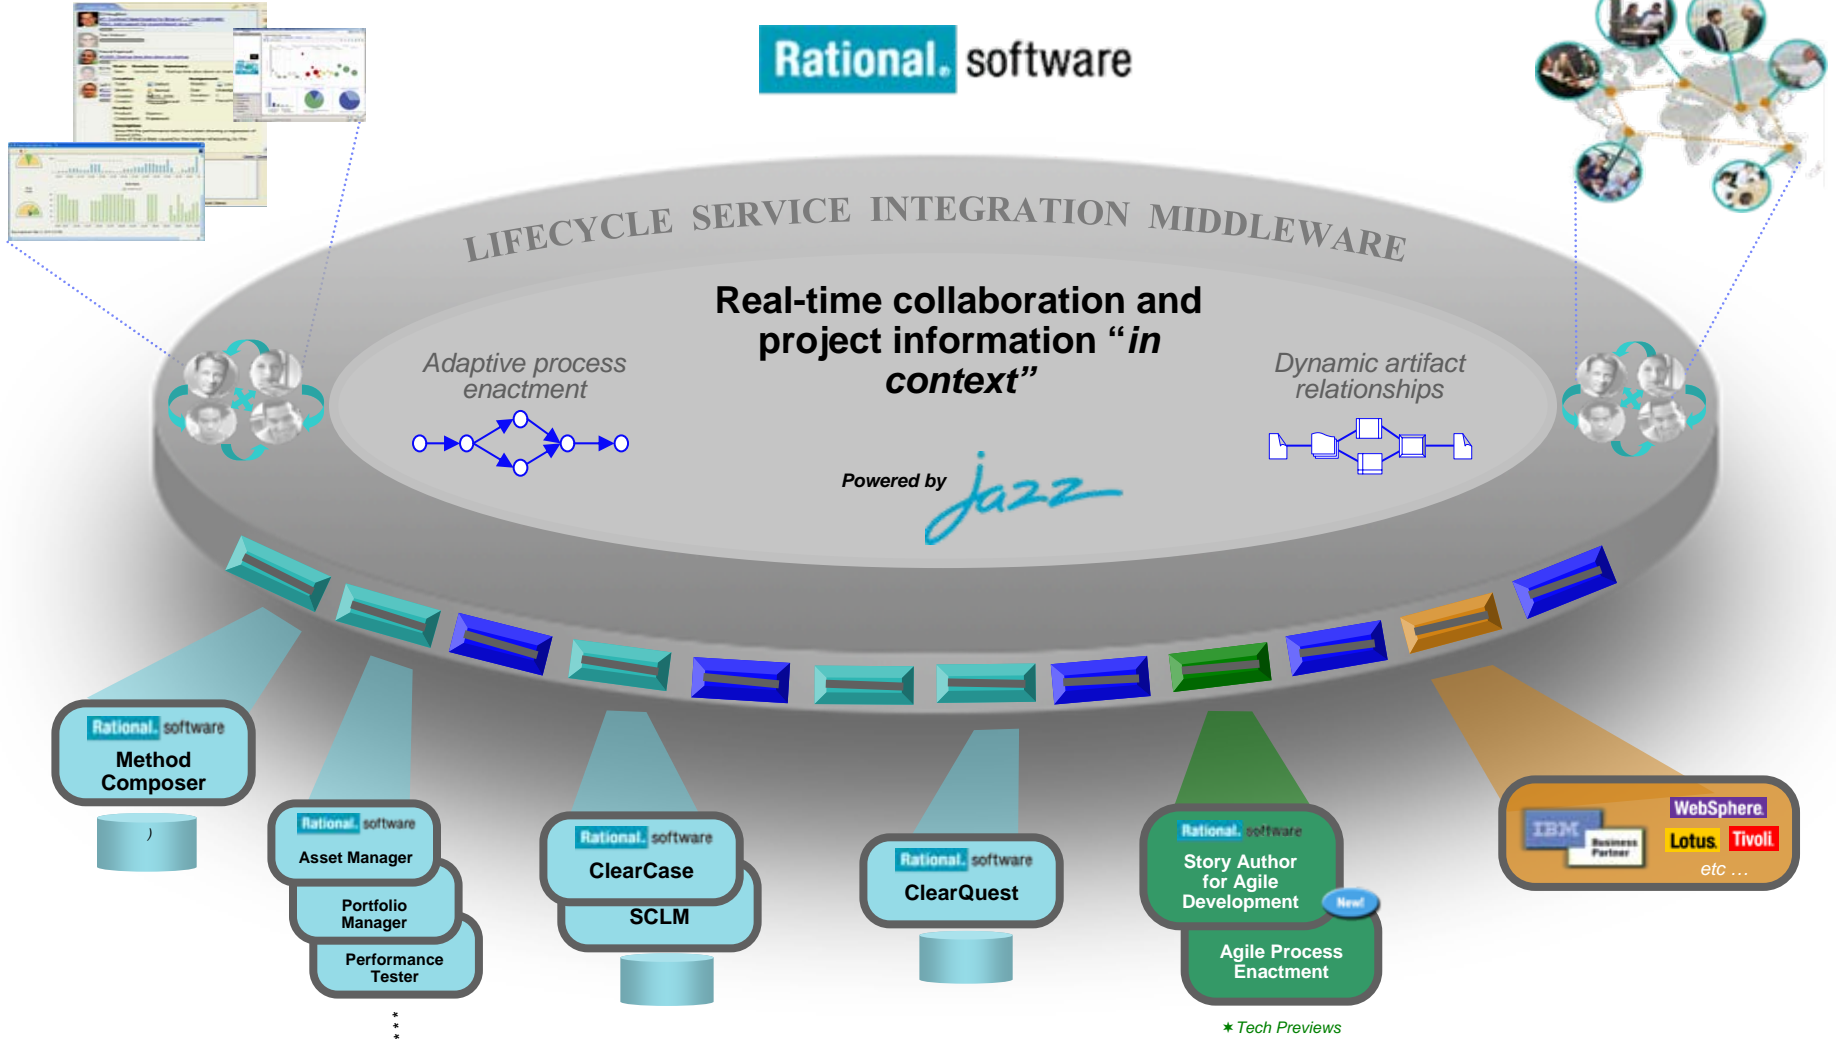 Rational. software
LIFECYCLE SERVICE INTEGRATION MIDDLEWARE
Real-time collaboration and
project information “in
context”
Adaptive process
enactment
Dynamic artifact
relationships
Powered by
jazz
Rational. software
Method
Composer
)
Rational. software
Asset Manager
Portfolio
Manager
Performance
Tester
* * *
Rational. software
ClearCase
SCLM
Rational. software
ClearQuest
Rational. software
Story Author
for Agile
Development
New!
Agile Process
Enactment
* Tech Previews
IBM
Business
Partner
WebSphere.
Lotus.
Tivoli.
etc …